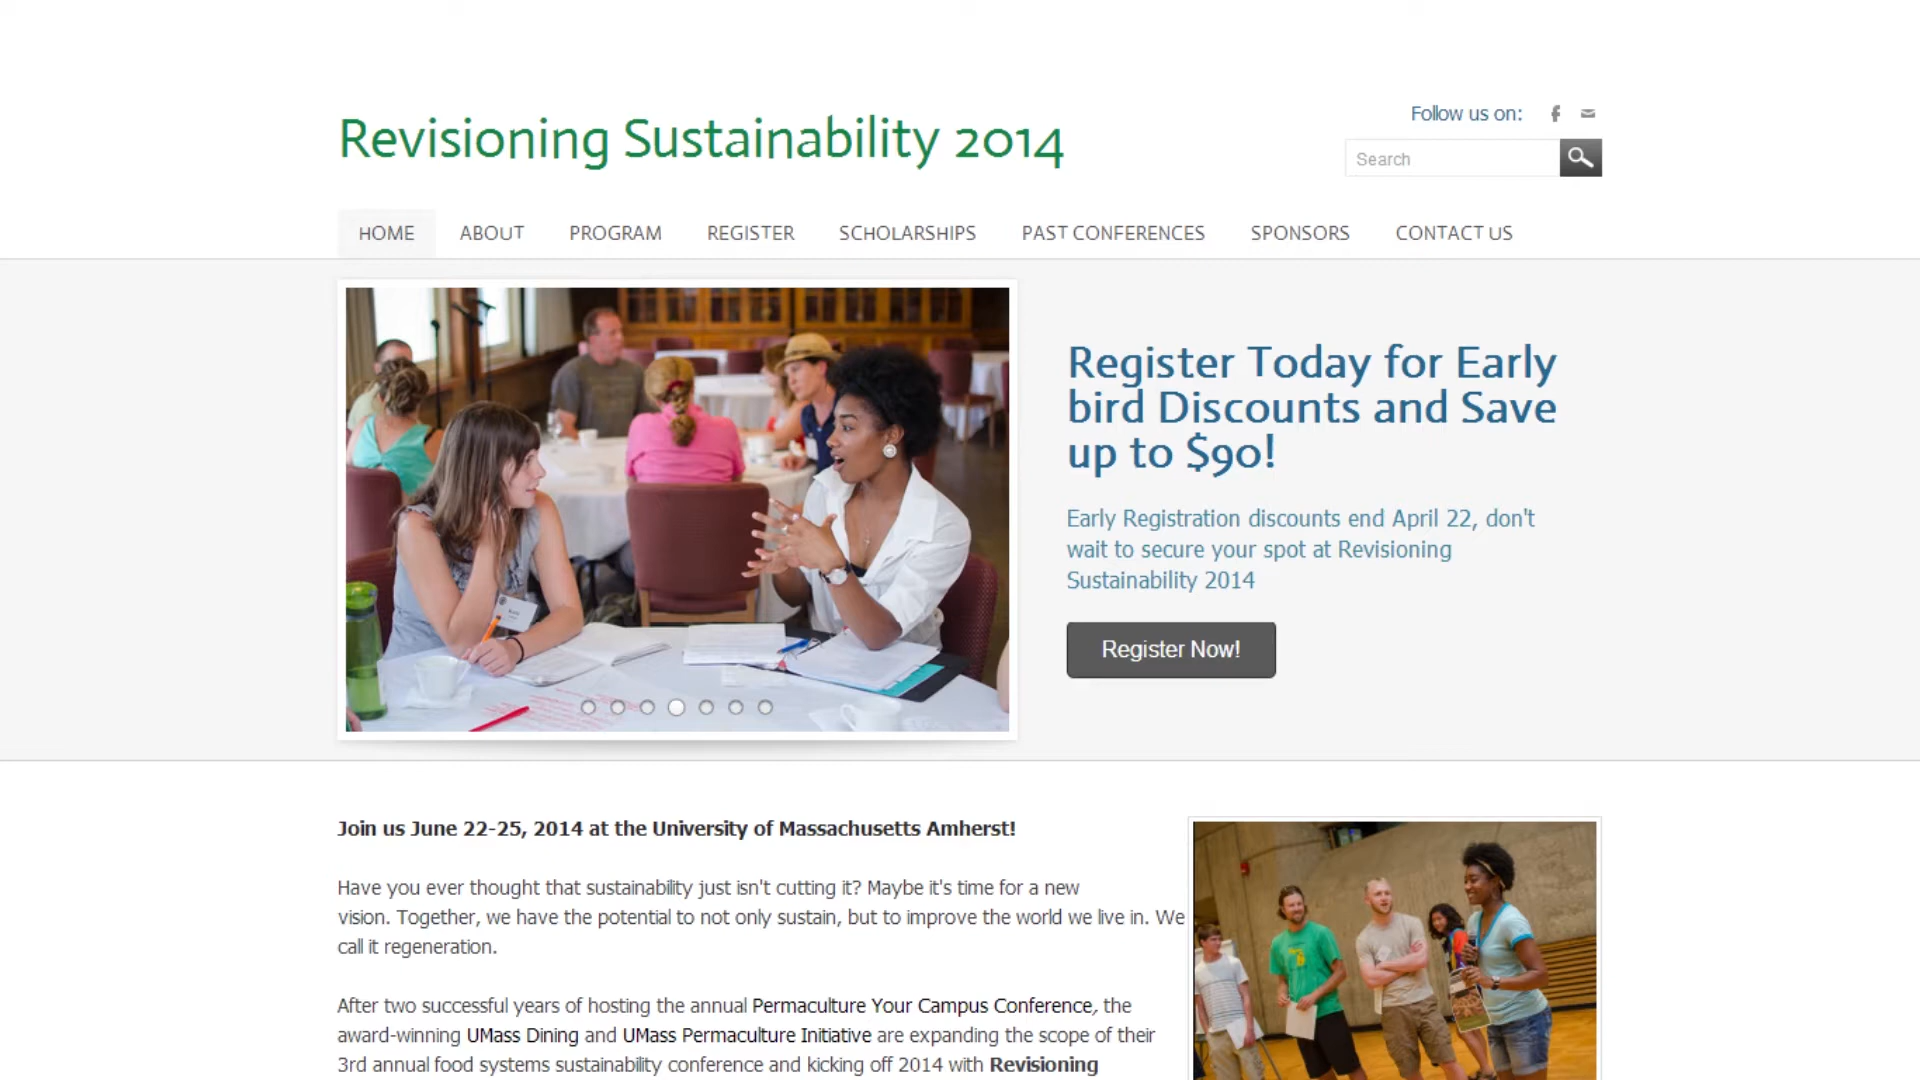 Follow us on:
Revisioning Sustainability 2014
Search
HOME ABOUT PROGRAM REGISTER SCHOLARSHIPS PAST CONFERENCES SPONSORS CONTACT US
Register Today for Early
bird Discounts and Save
up to $90!
Early Registration discounts end April 22, don't
wait to secure your spot at Revisioning
Sustainability 2014
Register Now!
Join us June 22-25, 2014 at the University of Massachusetts Amherst!
Have you ever thought that sustainability just isn't cutting it? Maybe it's time for a new
vision. Together, we have the potential to not only sustain, but to improve the world we live in. We
call it regeneration.
After two successful years of hosting the annual Permaculture Your Campus Conference, the
award-winning UMass Dining and UMass Permaculture Initiative are expanding the scope of their
3rd annual food systems sustainability conference and kicking off 2014 with Revisioning